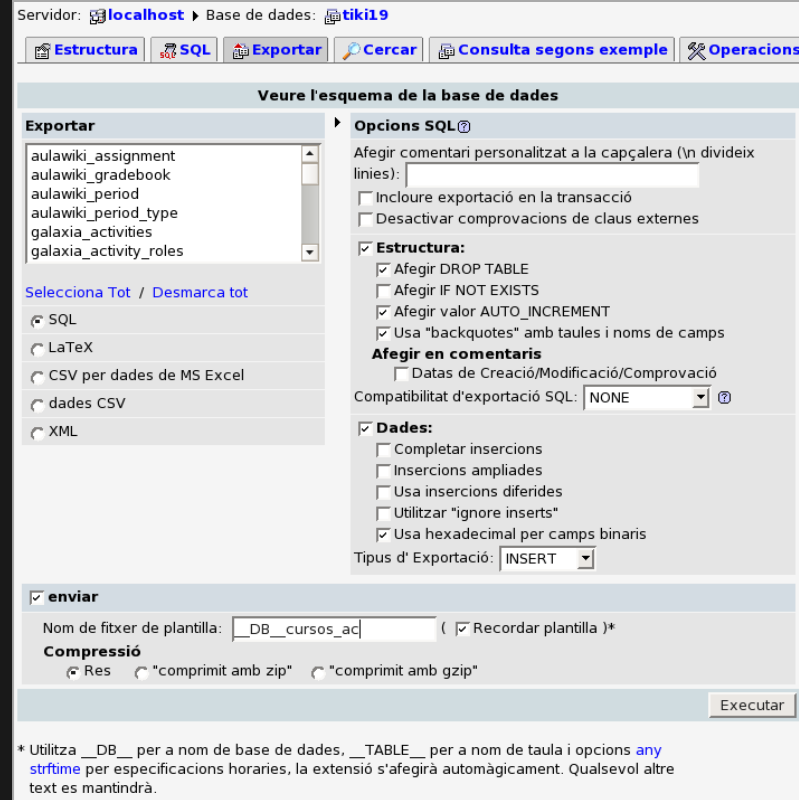 Servidor: localhost ▸ Base de dades: tiki19
Estructura SQL Exportar Cercar Consulta segons exemple Operacions
Veure l'esquema de la base de dades
Exportar
aulawiki_assignment
aulawiki_gradebook
aulawiki_period
aulawiki_period_type
galaxia_activities
galaxia_activity_roles
Selecciona Tot / Desmarca tot
SQL
LaTeX
CSV per dades de MS Excel
dades CSV
XML
Opcions SQL
Afegir comentari personalitzat a la capçalera (\n divideix
linies):
Incloure exportació en la transacció
Desactivar comprovacions de claus externes
Estructura:
Afegir DROP TABLE
Afegir IF NOT EXISTS
Afegir valor AUTO_INCREMENT
Usa "backquotes" amb taules i noms de camps
Afegir en comentaris
Datas de Creació/Modificació/Comprovació
Compatibilitat d'exportació SQL: NONE
Dades:
Completar insercions
Insercions ampliades
Usa insercions diferides
Utilitzar "ignore inserts"
Usa hexadecimal per camps binaris
Tipus d' Exportació: INSERT
enviar
Nom de fitxer de plantilla: __DB__cursos_ac ( Recordar plantilla )*
Compressió
Res "comprimit amb zip" "comprimit amb gzip"
Executar
* Utilitza __DB__ per a nom de base de dades, __TABLE__ per a nom de taula i opcions any
strftime per especificacions horaries, la extensió s'afegirà automàgicament. Qualsevol altre
text es mantindrà.